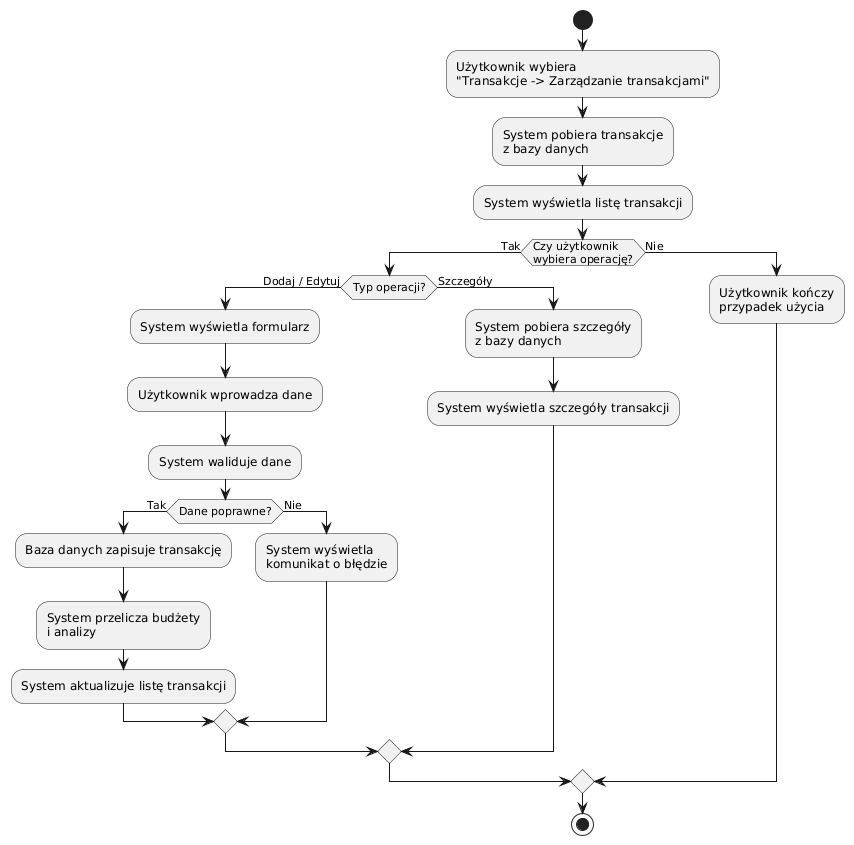 Użytkownik wybiera
"Transakcje -> Zarządzanie transakcjami"
System pobiera transakcje
z bazy danych
System wyświetla listę transakcji
Czy użytkownik
wybiera operację?
Tak
Nie
Typ operacji?
Dodaj / Edytuj
Szczegóły
System wyświetla formularz
Użytkownik wprowadza dane
System waliduje dane
Dane poprawne?
Tak
Nie
Baza danych zapisuje transakcję
System przelicza budżety
i analizy
System aktualizuje listę transakcji
System wyświetla
komunikat o błędzie
System pobiera szczegóły
z bazy danych
System wyświetla szczegóły transakcji
Użytkownik kończy
przypadek użycia